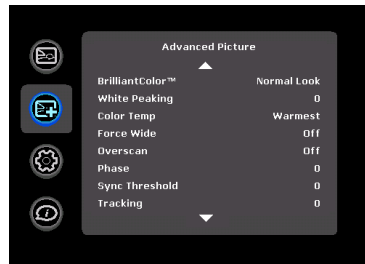 Advanced Picture
BrilliantColor™ Normal Look
White Peaking 0
Color Temp Warmest
Force Wide Off
Overscan Off
Phase 0
Sync Threshold 0
Tracking 0